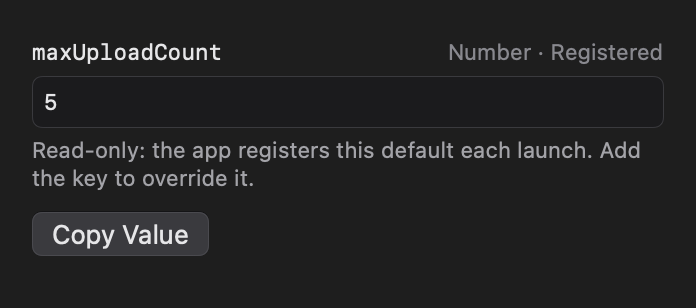 maxUploadCount
Number · Registered
5
Read-only: the app registers this default each launch. Add
the key to override it.
Copy Value